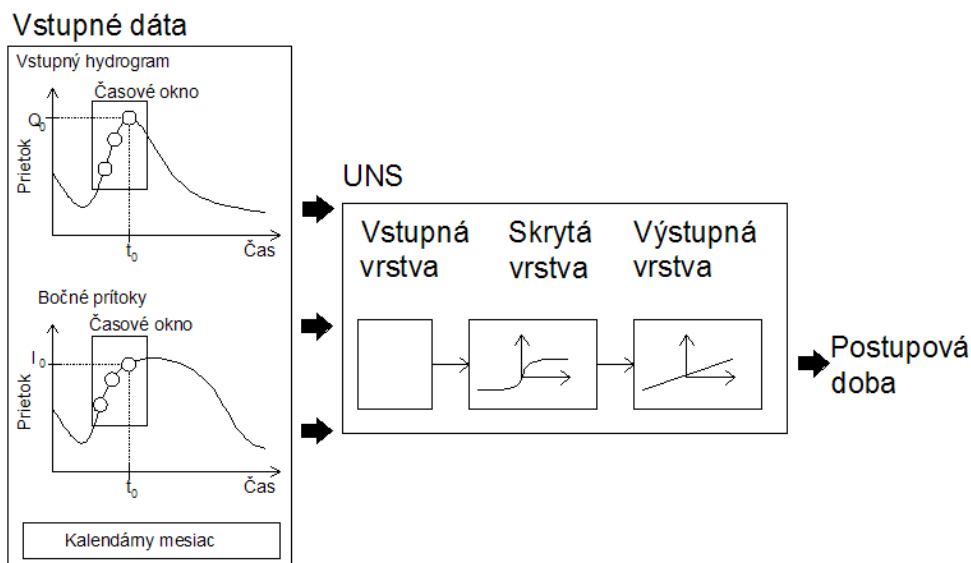 Vstupné dáta
Vstupný hydrogram
Časové okno
Q0
Prietok
t0
Čas
Bočné prítoky
Časové okno
I0
Prietok
t0
Čas
Kalendárny mesiac
UNS
Vstupná
vrstva
Skrytá
vrstva
Výstupná
vrstva
Postupová
doba